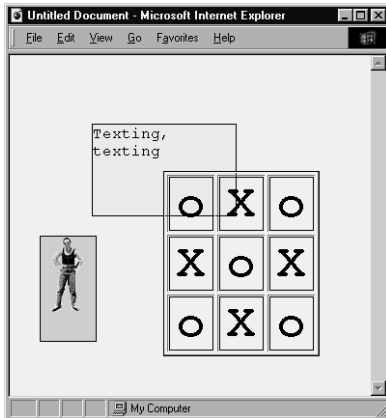 Untitled Document - Microsoft Internet Explorer
File Edit View Go Favorites Help
Texting,
texting
o X o
X o X
o X o
My Computer